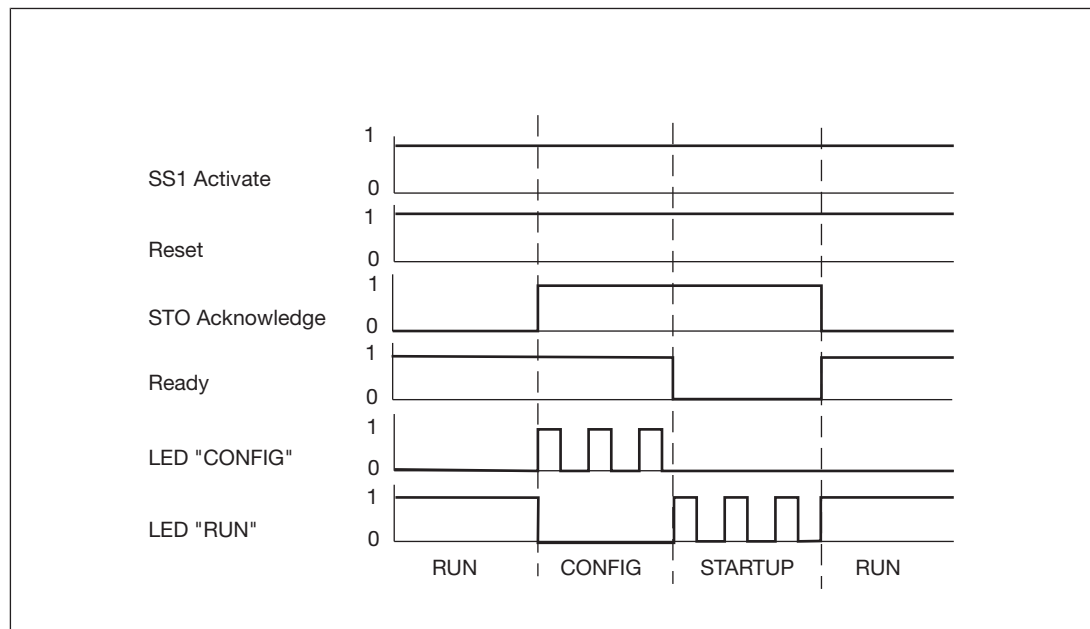 1
SS1 Activate
0
1
Reset
0
1
STO Acknowledge
0
1
Ready
0
1
LED "CONFIG"
0
1
LED "RUN"
0
RUN CONFIG STARTUP RUN